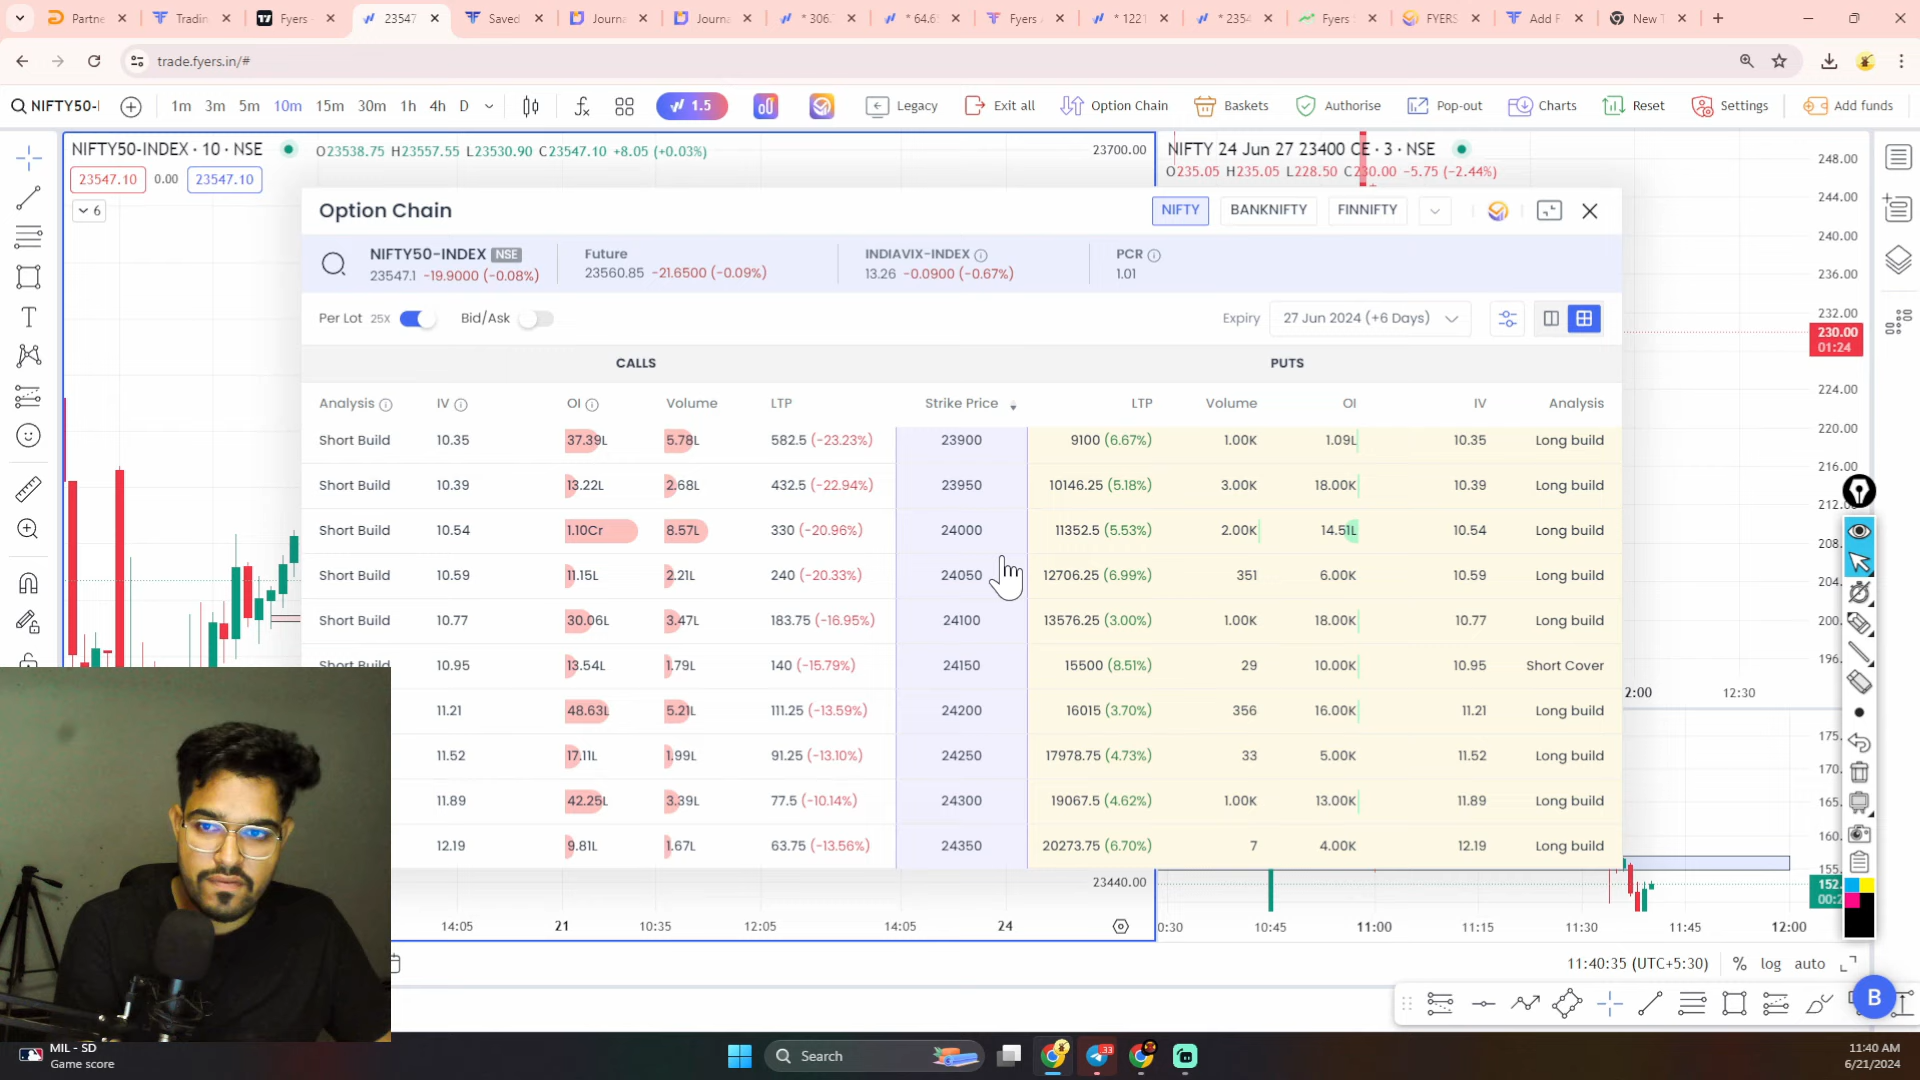 Partne
Tradin
Fyers -
23547
Saved
Journa
Journa
* 306.
* 64.6
Fyers
* 1221
* 2354
Fyers
FYERS
Add F
New T
trade.fyers.in/#
NIFTY50-I
1m 3m 5m 10m 15m 30m 1h 4h D
1.5
Legacy
Exit all
Option Chain
Baskets
Authorise
Pop-out
Charts
Reset
Settings
Add funds
NIFTY50-INDEX · 10 · NSE
O23538.75 H23557.55 L23530.90 C23547.10 +8.05 (+0.03%)
23700.00
23547.10 0.00 23547.10
6
NIFTY 24 Jun 27 23400 CE · 3 · NSE
O235.05 H235.05 L228.50 C230.00 −5.75 (−2.44%)
Option Chain
NIFTY BANKNIFTY FINNIFTY
NIFTY50-INDEX NSE
23547.1 -19.9000 (-0.08%)
Future
23560.85 -21.6500 (-0.09%)
INDIAVIX-INDEX
13.26 -0.0900 (-0.67%)
PCR
1.01
Per Lot 25X
Bid/Ask
Expiry 27 Jun 2024 (+6 Days)
CALLS PUTS
Analysis IV OI Volume LTP Strike Price LTP Volume OI IV Analysis
Short Build 10.35 37.39L 5.78L 582.5 (-23.23%) 23900 9100 (6.67%) 1.00K 1.09L 10.35 Long build
Short Build 10.39 13.22L 2.68L 432.5 (-22.94%) 23950 10146.25 (5.18%) 3.00K 18.00K 10.39 Long build
Short Build 10.54 1.10Cr 8.57L 330 (-20.96%) 24000 11352.5 (5.53%) 2.00K 14.51L 10.54 Long build
Short Build 10.59 11.15L 2.21L 240 (-20.33%) 24050 12706.25 (6.99%) 351 6.00K 10.59 Long build
Short Build 10.77 30.06L 3.47L 183.75 (-16.95%) 24100 13576.25 (3.00%) 1.00K 18.00K 10.77 Long build
Short Build 10.95 13.54L 1.79L 140 (-15.79%) 24150 15500 (8.51%) 29 10.00K 10.95 Short Cover
11.21 48.63L 5.21L 111.25 (-13.59%) 24200 16015 (3.70%) 356 16.00K 11.21 Long build
11.52 17.11L 1.99L 91.25 (-13.10%) 24250 17978.75 (4.73%) 33 5.00K 11.52 Long build
11.89 42.25L 3.39L 77.5 (-10.14%) 24300 19067.5 (4.62%) 1.00K 13.00K 11.89 Long build
12.19 9.81L 1.67L 63.75 (-13.56%) 24350 20273.75 (6.70%) 7 4.00K 12.19 Long build
248.00
244.00
240.00
236.00
232.00
230.00
01:24
224.00
220.00
216.00
212.
208.
204.
200.
196.
2:00 12:30
175.
170.
165.
160.
155.
152.
00:2
23440.00
14:05 21 10:35 12:05 14:05 24
0:30 10:45 11:00 11:15 11:30 11:45 12:00
11:40:35 (UTC+5:30) % log auto
B
MIL - SD
Game score
Search
33
11:40 AM
6/21/2024